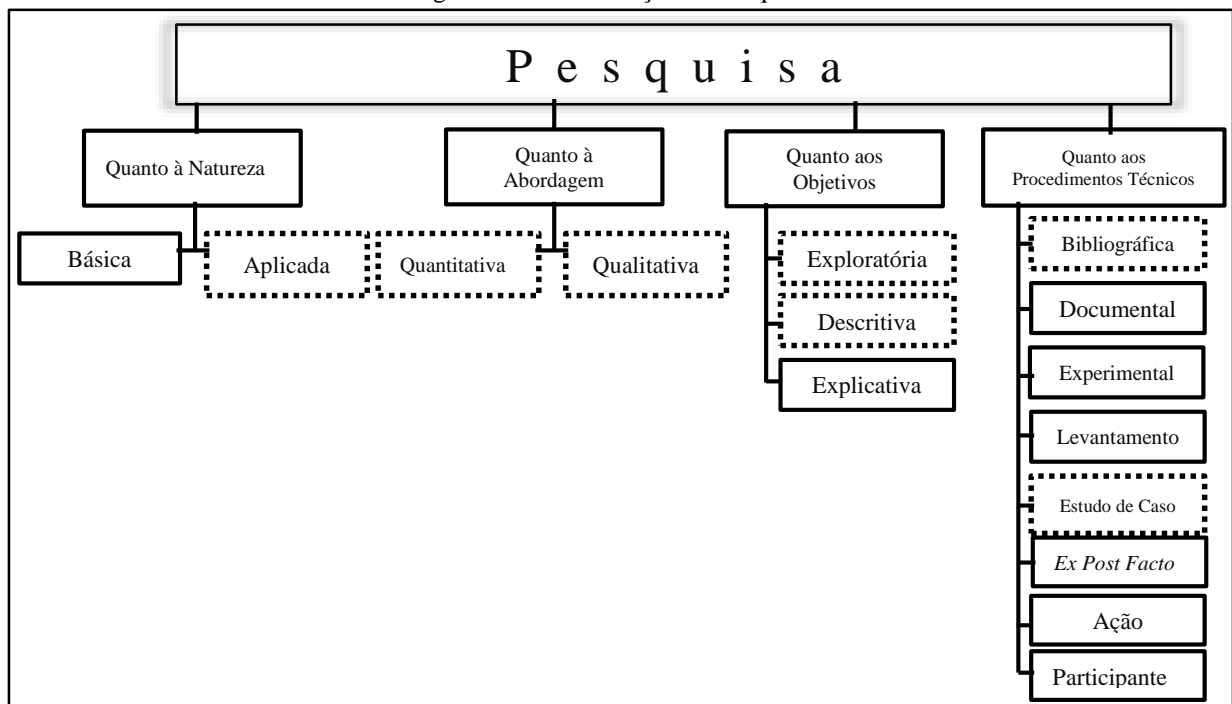 P e s q u i s a
Quanto à Natureza
Quanto à
Abordagem
Quanto aos
Objetivos
Quanto aos
Procedimentos Técnicos
Básica
Aplicada
Quantitativa
Qualitativa
Exploratória
Descritiva
Explicativa
Bibliográfica
Documental
Experimental
Levantamento
Estudo de Caso
Ex Post Facto
Ação
Participante